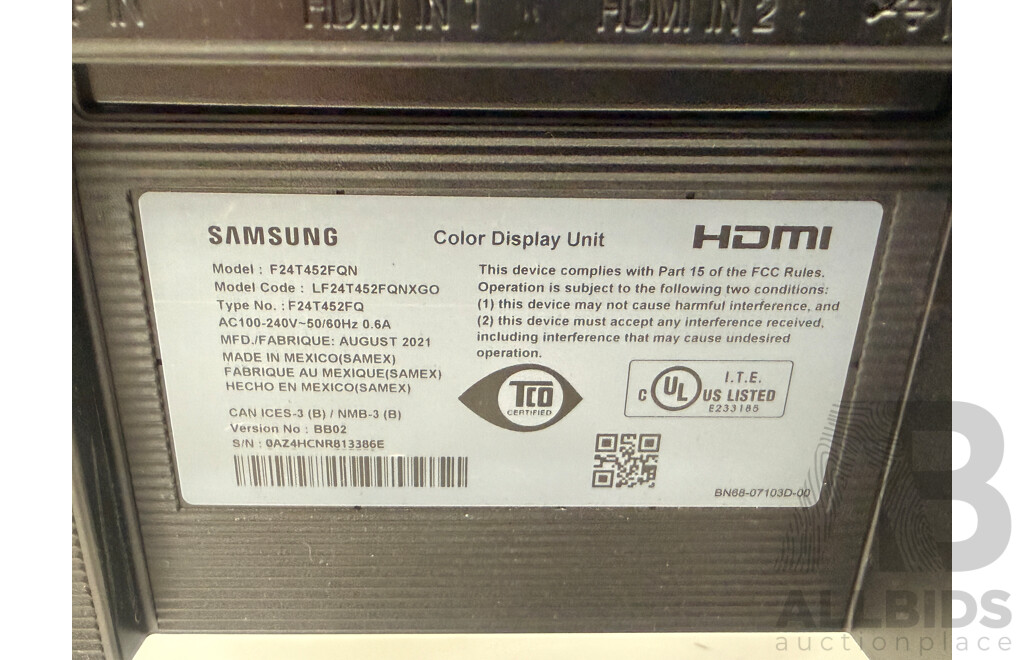 P IN HDMI IN 1 HDMI IN 2
SAMSUNG Color Display Unit HDMI
Model : F24T452FQN
Model Code : LF24T452FQNXGO
Type No. : F24T452FQ
AC100-240V~50/60Hz 0.6A
MFD./FABRIQUE: AUGUST 2021
MADE IN MEXICO(SAMEX)
FABRIQUE AU MEXIQUE(SAMEX)
HECHO EN MEXICO(SAMEX)
CAN ICES-3 (B) / NMB-3 (B)
Version No : BB02
S/N : 0AZ4HCNR813386E
This device complies with Part 15 of the FCC Rules.
Operation is subject to the following two conditions:
(1) this device may not cause harmful interference, and
(2) this device must accept any interference received,
including interference that may cause undesired
operation.
TCO
CERTIFIED
C UL US LISTED
I.T.E.
E233185
BN68-07103D-00
AB
ALLBIDS
auctionplace